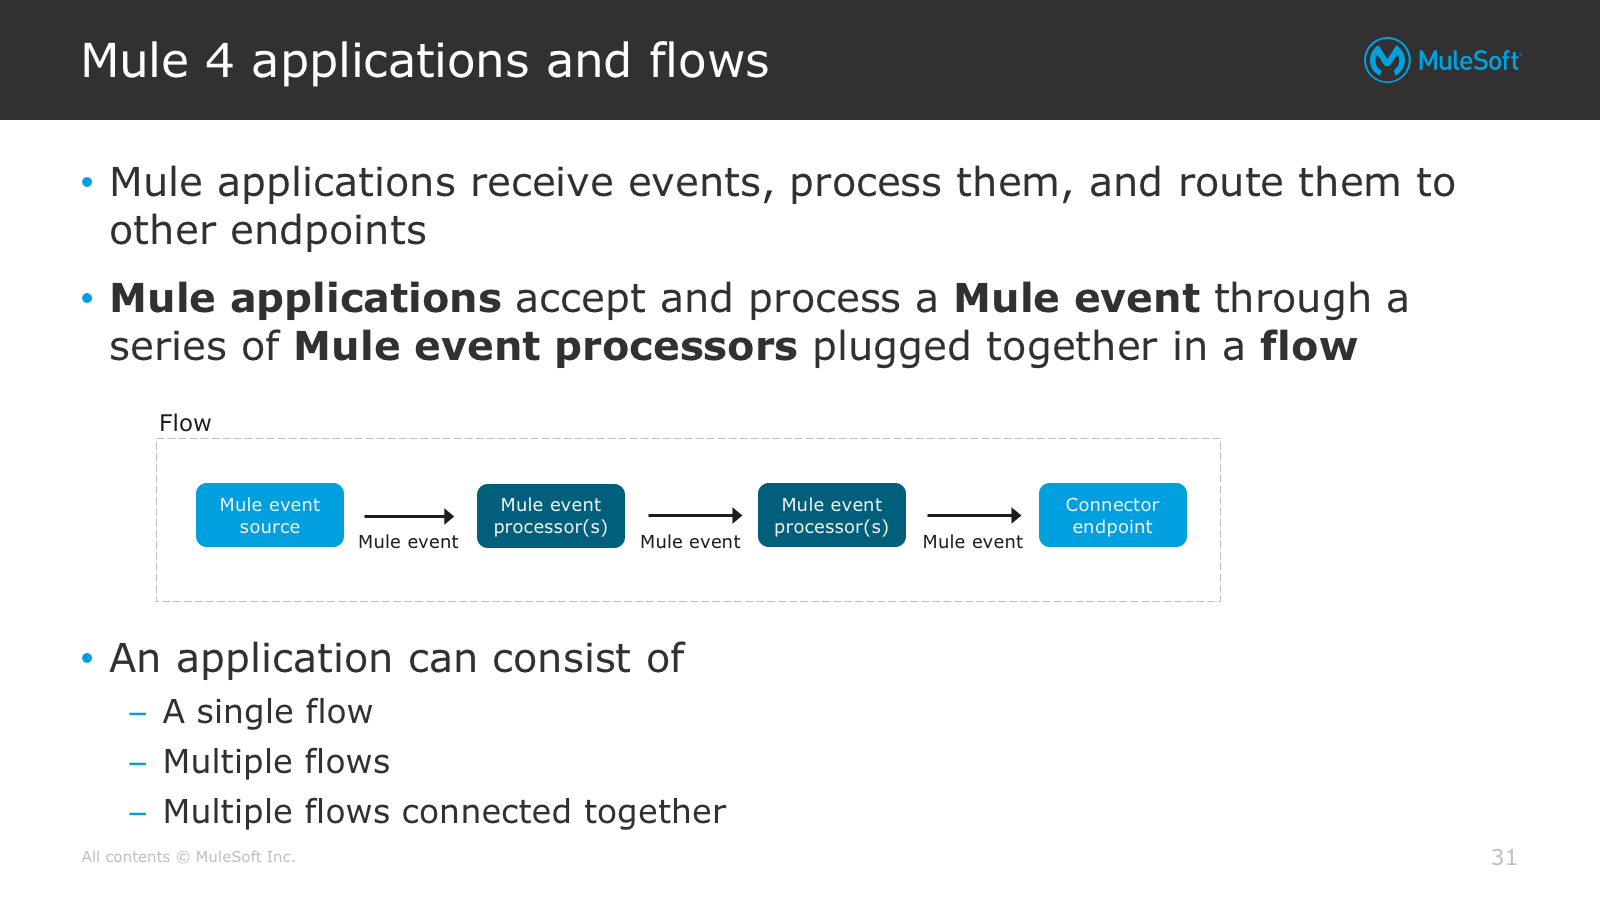 Mule 4 applications and flows
MuleSoft
• Mule applications receive events, process them, and route them to
other endpoints
• Mule applications accept and process a Mule event through a
series of Mule event processors plugged together in a flow
Flow
Mule event
source
Mule event
Mule event
processor(s)
Mule event
Mule event
processor(s)
Mule event
Connector
endpoint
• An application can consist of
– A single flow
– Multiple flows
– Multiple flows connected together
All contents © MuleSoft Inc.
31